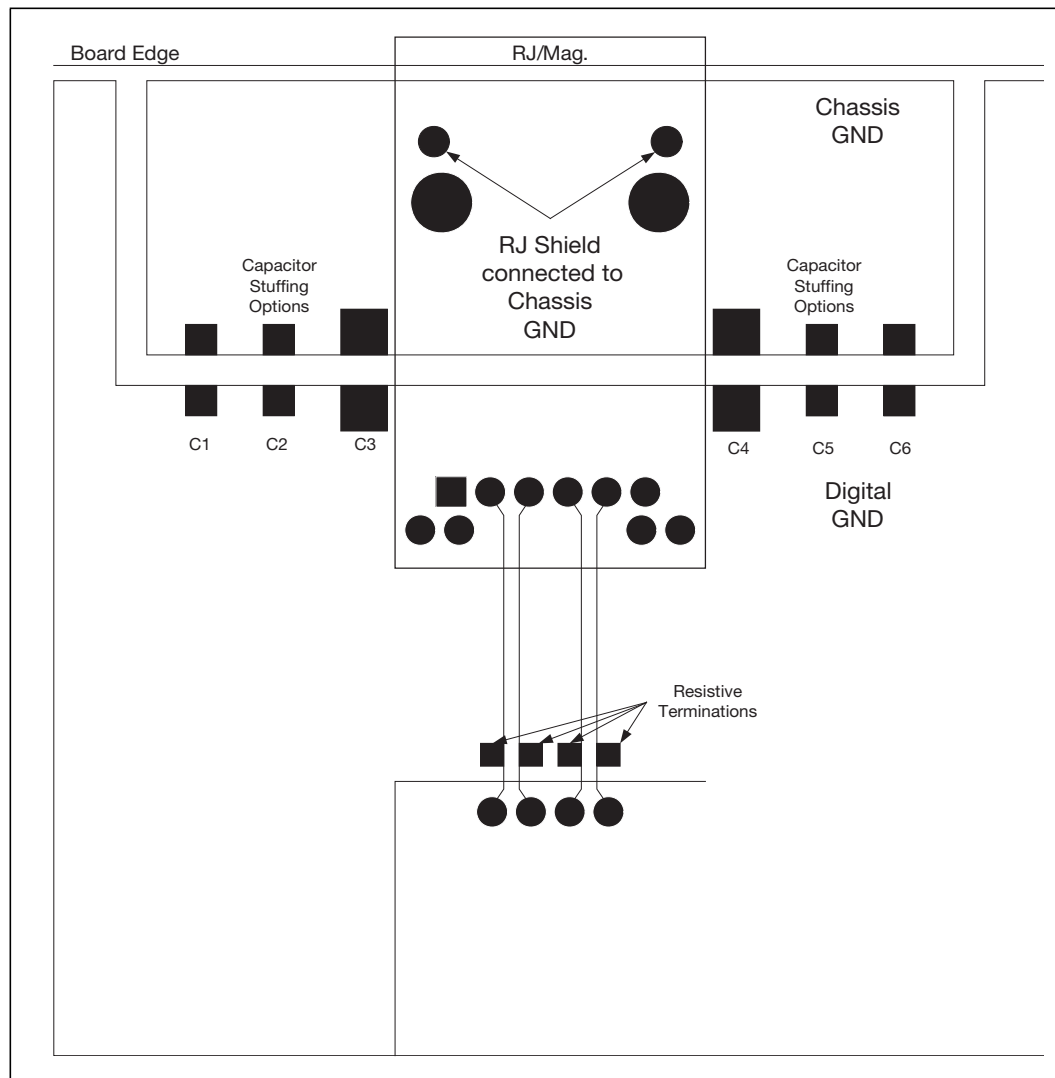 Board Edge
RJ/Mag.
Chassis
GND
RJ Shield
connected to
Chassis
GND
Capacitor
Stuffing
Options
Capacitor
Stuffing
Options
C1
C2
C3
C4
C5
C6
Digital
GND
Resistive
Terminations